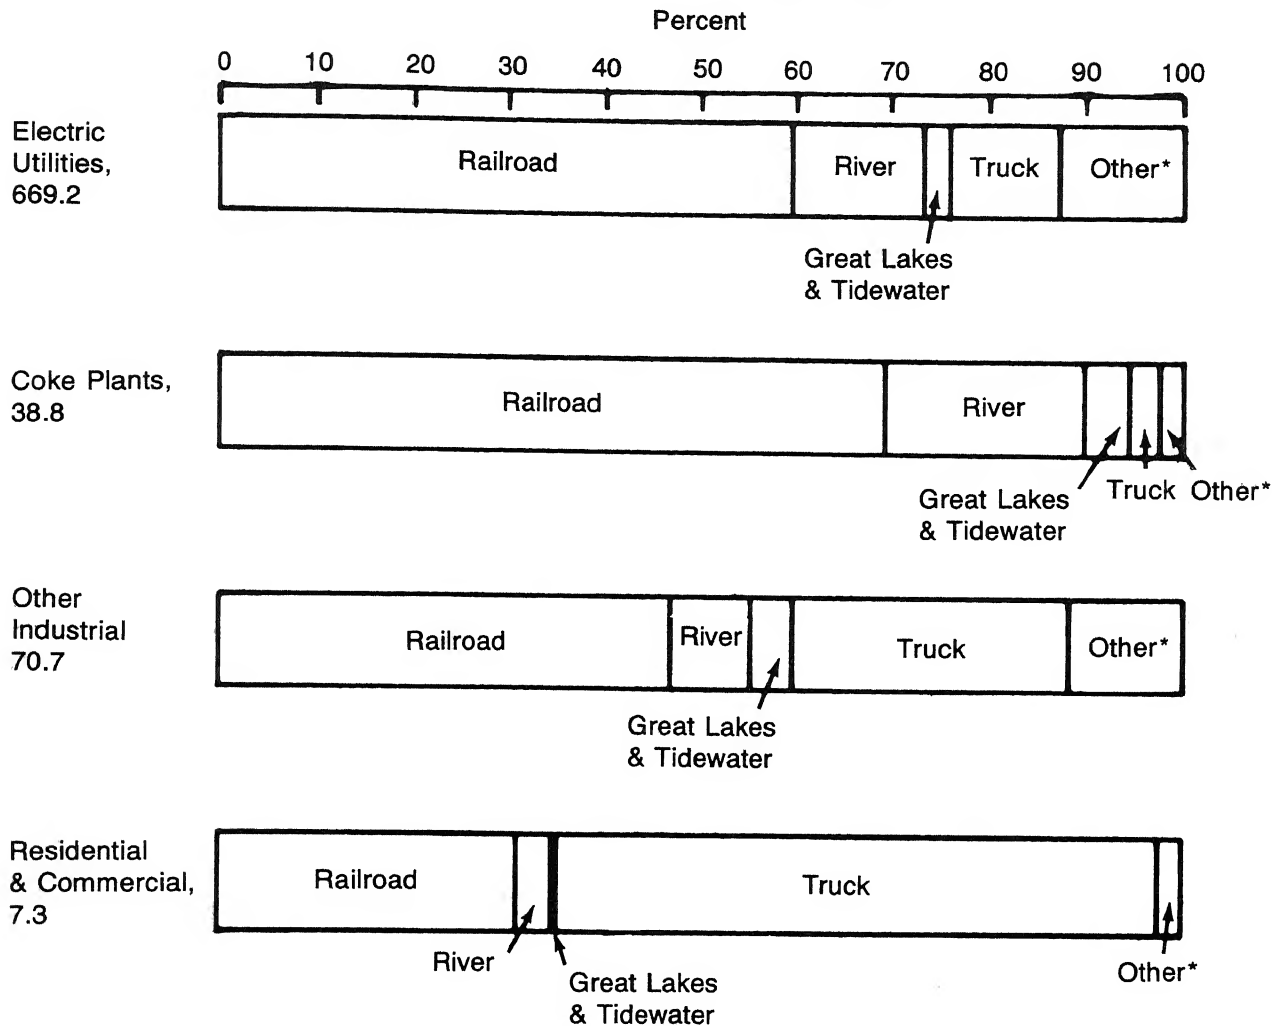 Percent
0 10 20 30 40 50 60 70 80 90 100
Electric
Utilities,
669.2
Railroad River Truck Other*
Great Lakes
& Tidewater
Coke Plants,
38.8
Railroad River
Great Lakes
& Tidewater
Truck Other*
Other
Industrial
70.7
Railroad River Truck Other*
Great Lakes
& Tidewater
Residential
& Commercial,
7.3
Railroad Truck
River
Great Lakes
& Tidewater
Other*